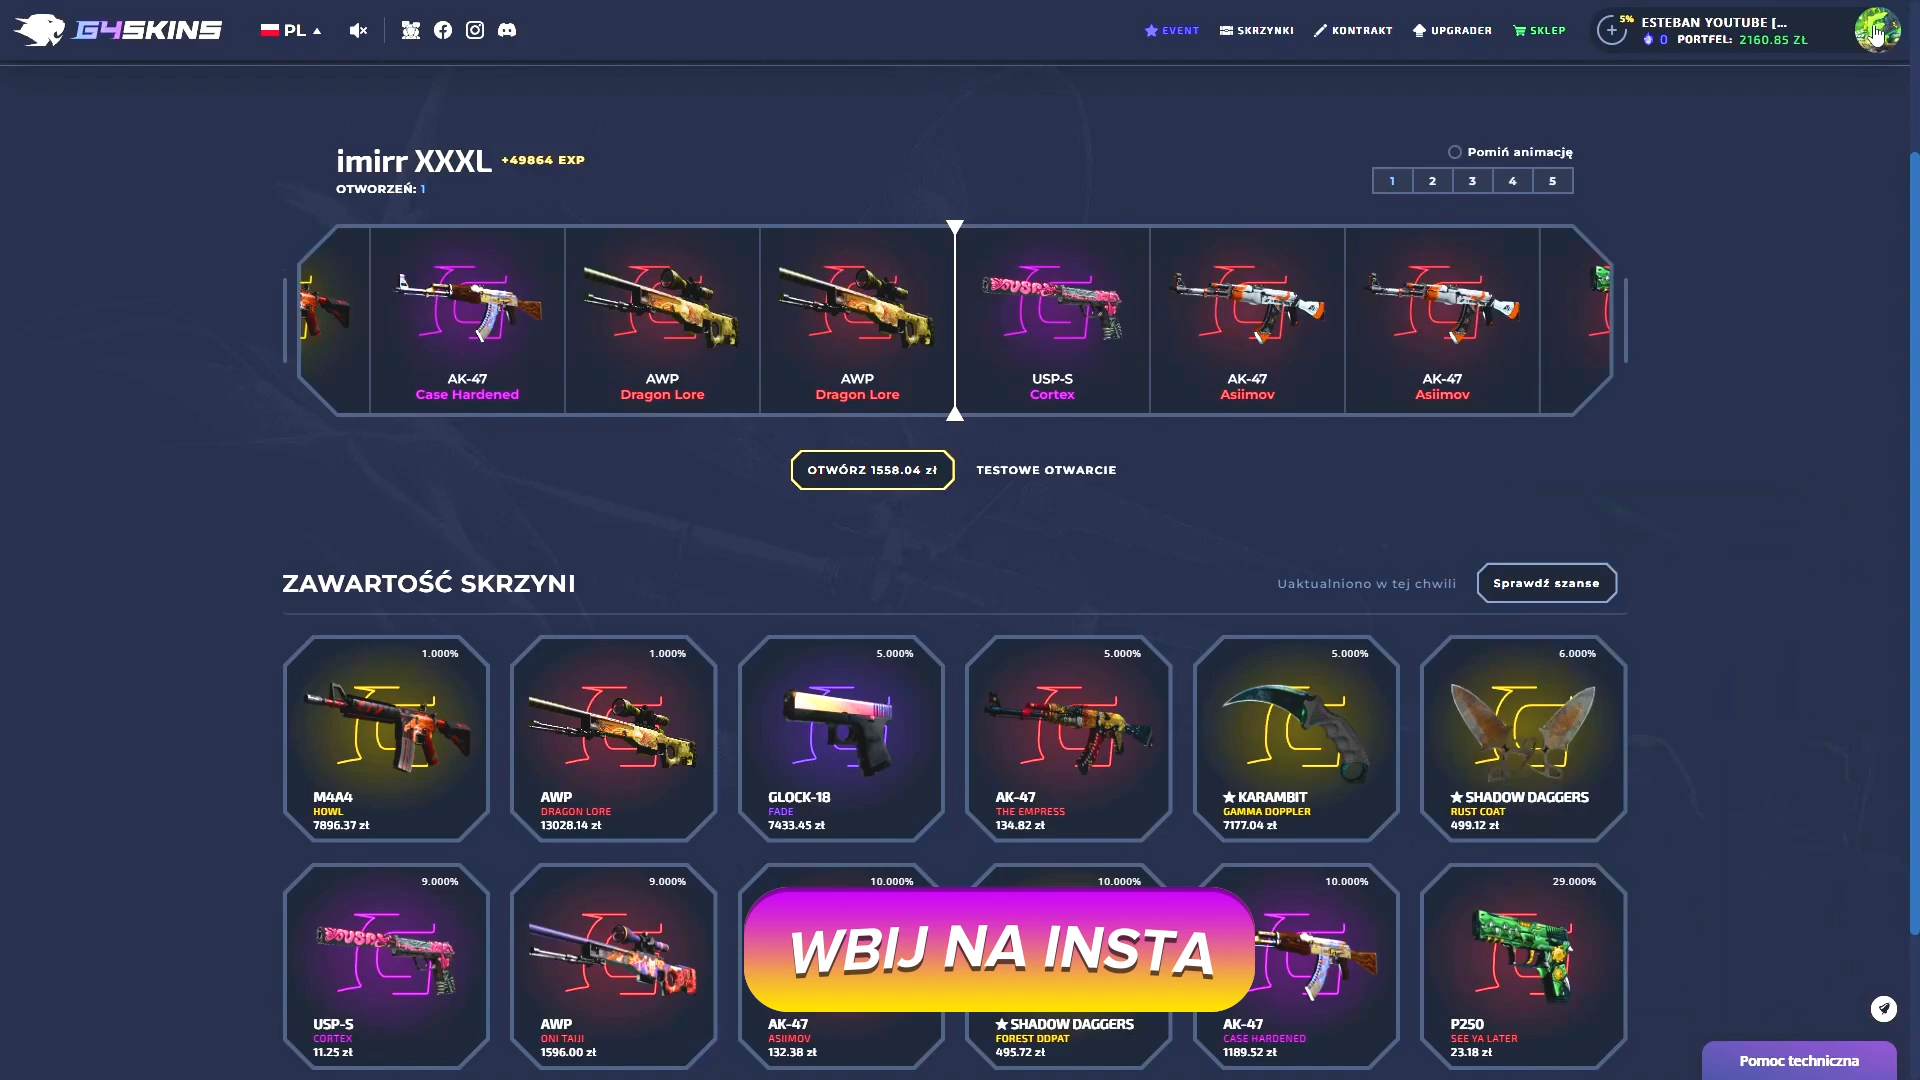 G4SKINS
PL
EVENT
SKRZYNKI
KONTRAKT
UPGRADER
SKLEP
5%
ESTEBAN YOUTUBE [...
0 PORTFEL: 2160.85 ZŁ
imirr XXXL +49864 EXP
OTWORZEŃ: 1
Pomiń animację
1 2 3 4 5
AK-47
Case Hardened
AWP
Dragon Lore
AWP
Dragon Lore
USP-S
Cortex
AK-47
Asiimov
AK-47
Asiimov
OTWÓRZ 1558.04 zł
TESTOWE OTWARCIE
ZAWARTOŚĆ SKRZYNI
Uaktualniono w tej chwili
Sprawdź szanse
1.000%
M4A4
HOWL
7896.37 zł
1.000%
AWP
DRAGON LORE
13028.14 zł
5.000%
GLOCK-18
FADE
7433.45 zł
5.000%
AK-47
THE EMPRESS
134.82 zł
5.000%
★ KARAMBIT
GAMMA DOPPLER
7177.04 zł
6.000%
★ SHADOW DAGGERS
RUST COAT
499.12 zł
9.000%
USP-S
CORTEX
11.25 zł
9.000%
AWP
ONI TAIJI
1596.00 zł
10.000%
AK-47
ASIIMOV
132.38 zł
10.000%
★ SHADOW DAGGERS
FOREST DDPAT
495.72 zł
10.000%
AK-47
CASE HARDENED
1189.52 zł
29.000%
P250
SEE YA LATER
23.18 zł
WBIJ NA INSTA
Pomoc techniczna